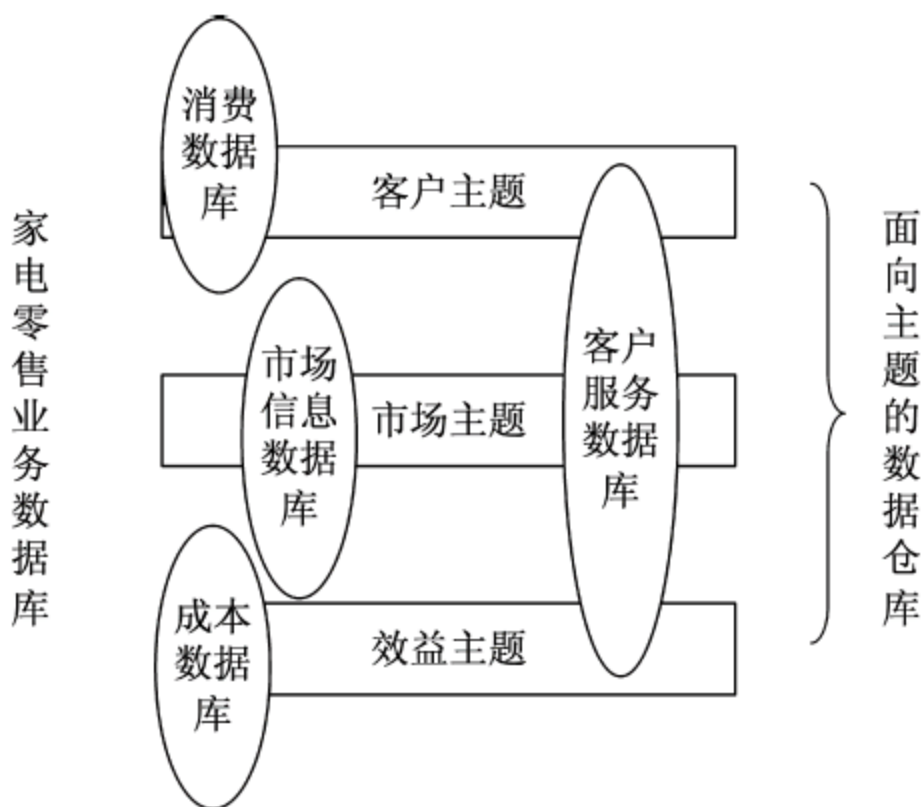 家电零售业务数据库
消费
数据
库
客户主题
市场
信息
数据
库
市场主题
客户
服务
数据
库
成本
数据
库
效益主题
面向主题的数据仓库